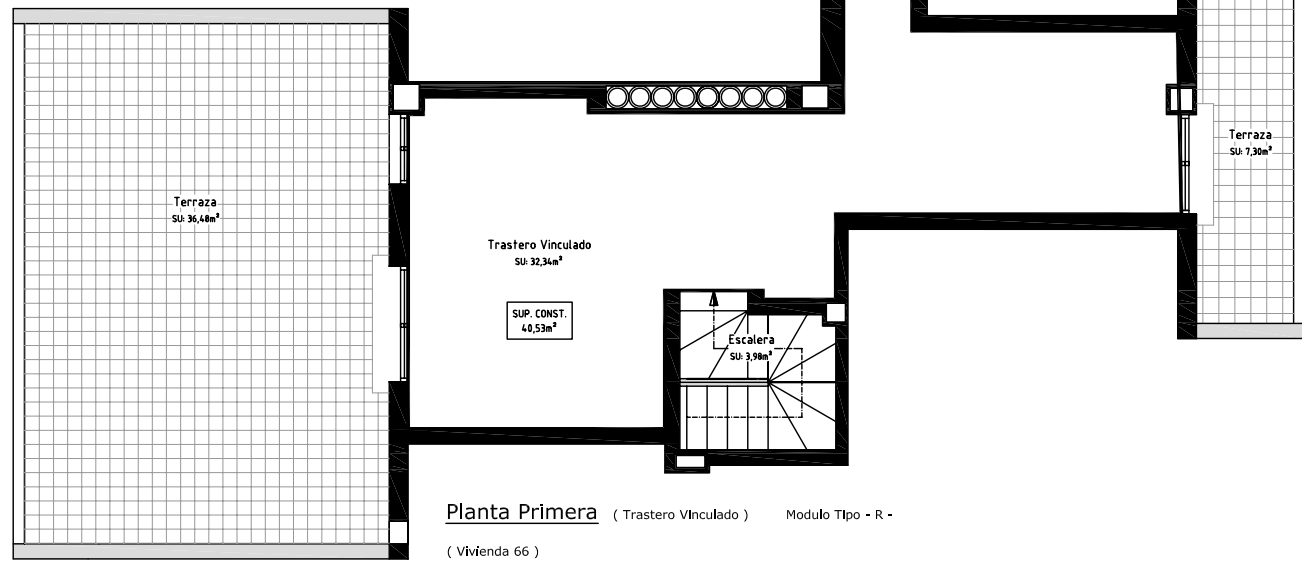 Terraza
SU: 36,48m²
Trastero Vinculado
SU: 32,34m²
SUP. CONST.
40,53m²
Escalera
SU: 3,98m²
Terraza
SU: 7,30m²
Planta Primera ( Trastero Vinculado ) Modulo Tipo - R -
( Vivienda 66 )